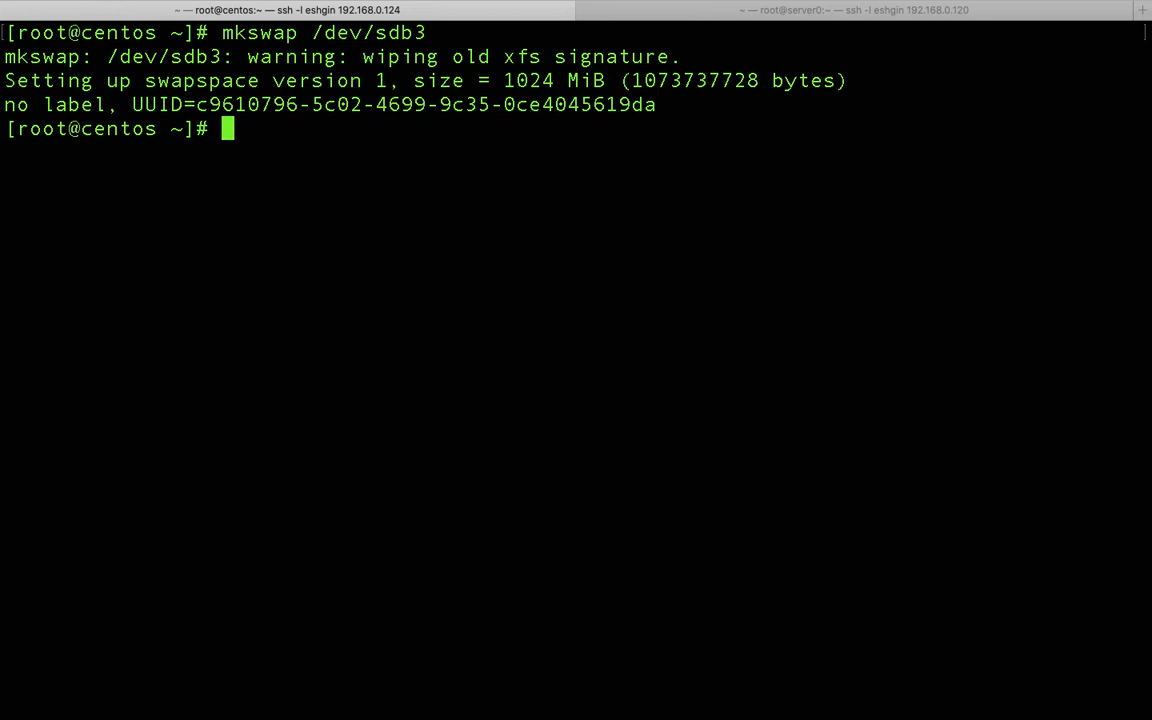 ~ — root@centos:~ — ssh -l eshgin 192.168.0.124
~ — root@server0:~ — ssh -l eshgin 192.168.0.120
[root@centos ~]# mkswap /dev/sdb3
mkswap: /dev/sdb3: warning: wiping old xfs signature.
Setting up swapspace version 1, size = 1024 MiB (1073737728 bytes)
no label, UUID=c9610796-5c02-4699-9c35-0ce4045619da
[root@centos ~]#